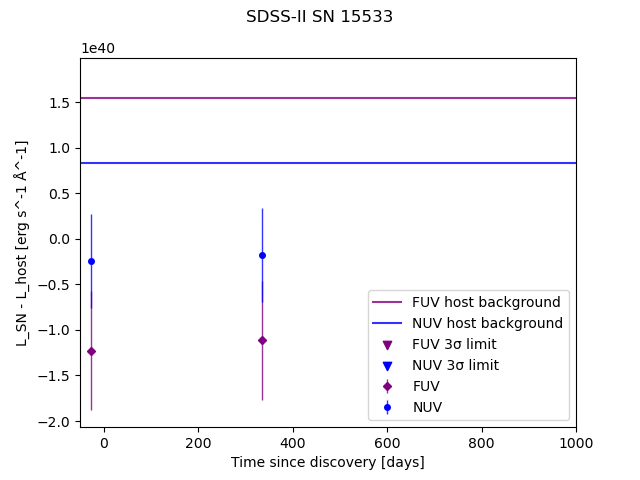 SDSS-II SN 15533
1e40
1.5
1.0
0.5
0.0
−0.5
−1.0
−1.5
−2.0
L_SN - L_host [erg s^-1 Å^-1]
FUV host background
NUV host background
FUV 3σ limit
NUV 3σ limit
FUV
NUV
0 200 400 600 800 1000
Time since discovery [days]